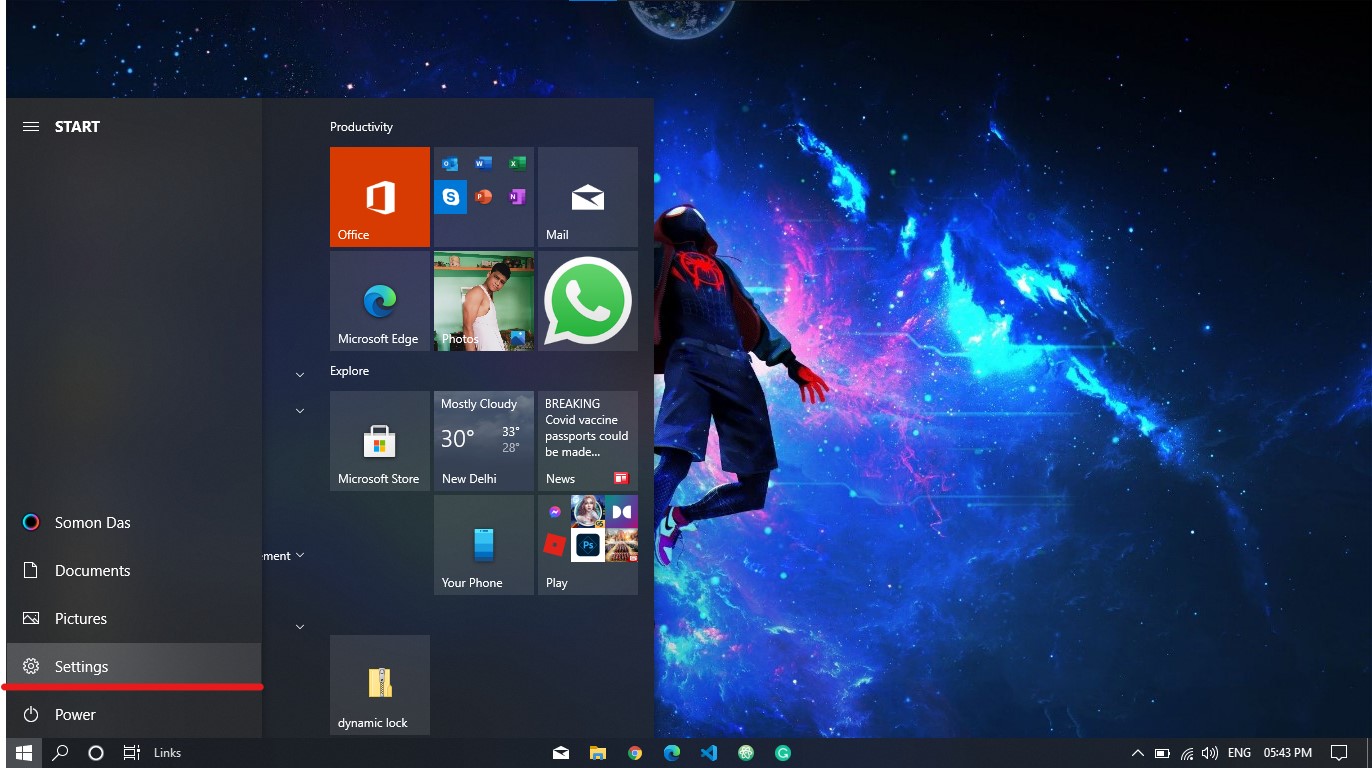 START
Somon Das
Documents
Pictures
Settings
Power
ement
Productivity
Office
Mail
Microsoft Edge
Photos
Explore
Microsoft Store
Mostly Cloudy
30°
33°
28°
New Delhi
BREAKING
Covid vaccine
passports could
be made...
News
Your Phone
Ps
Play
dynamic lock
Links
ENG
05:43 PM